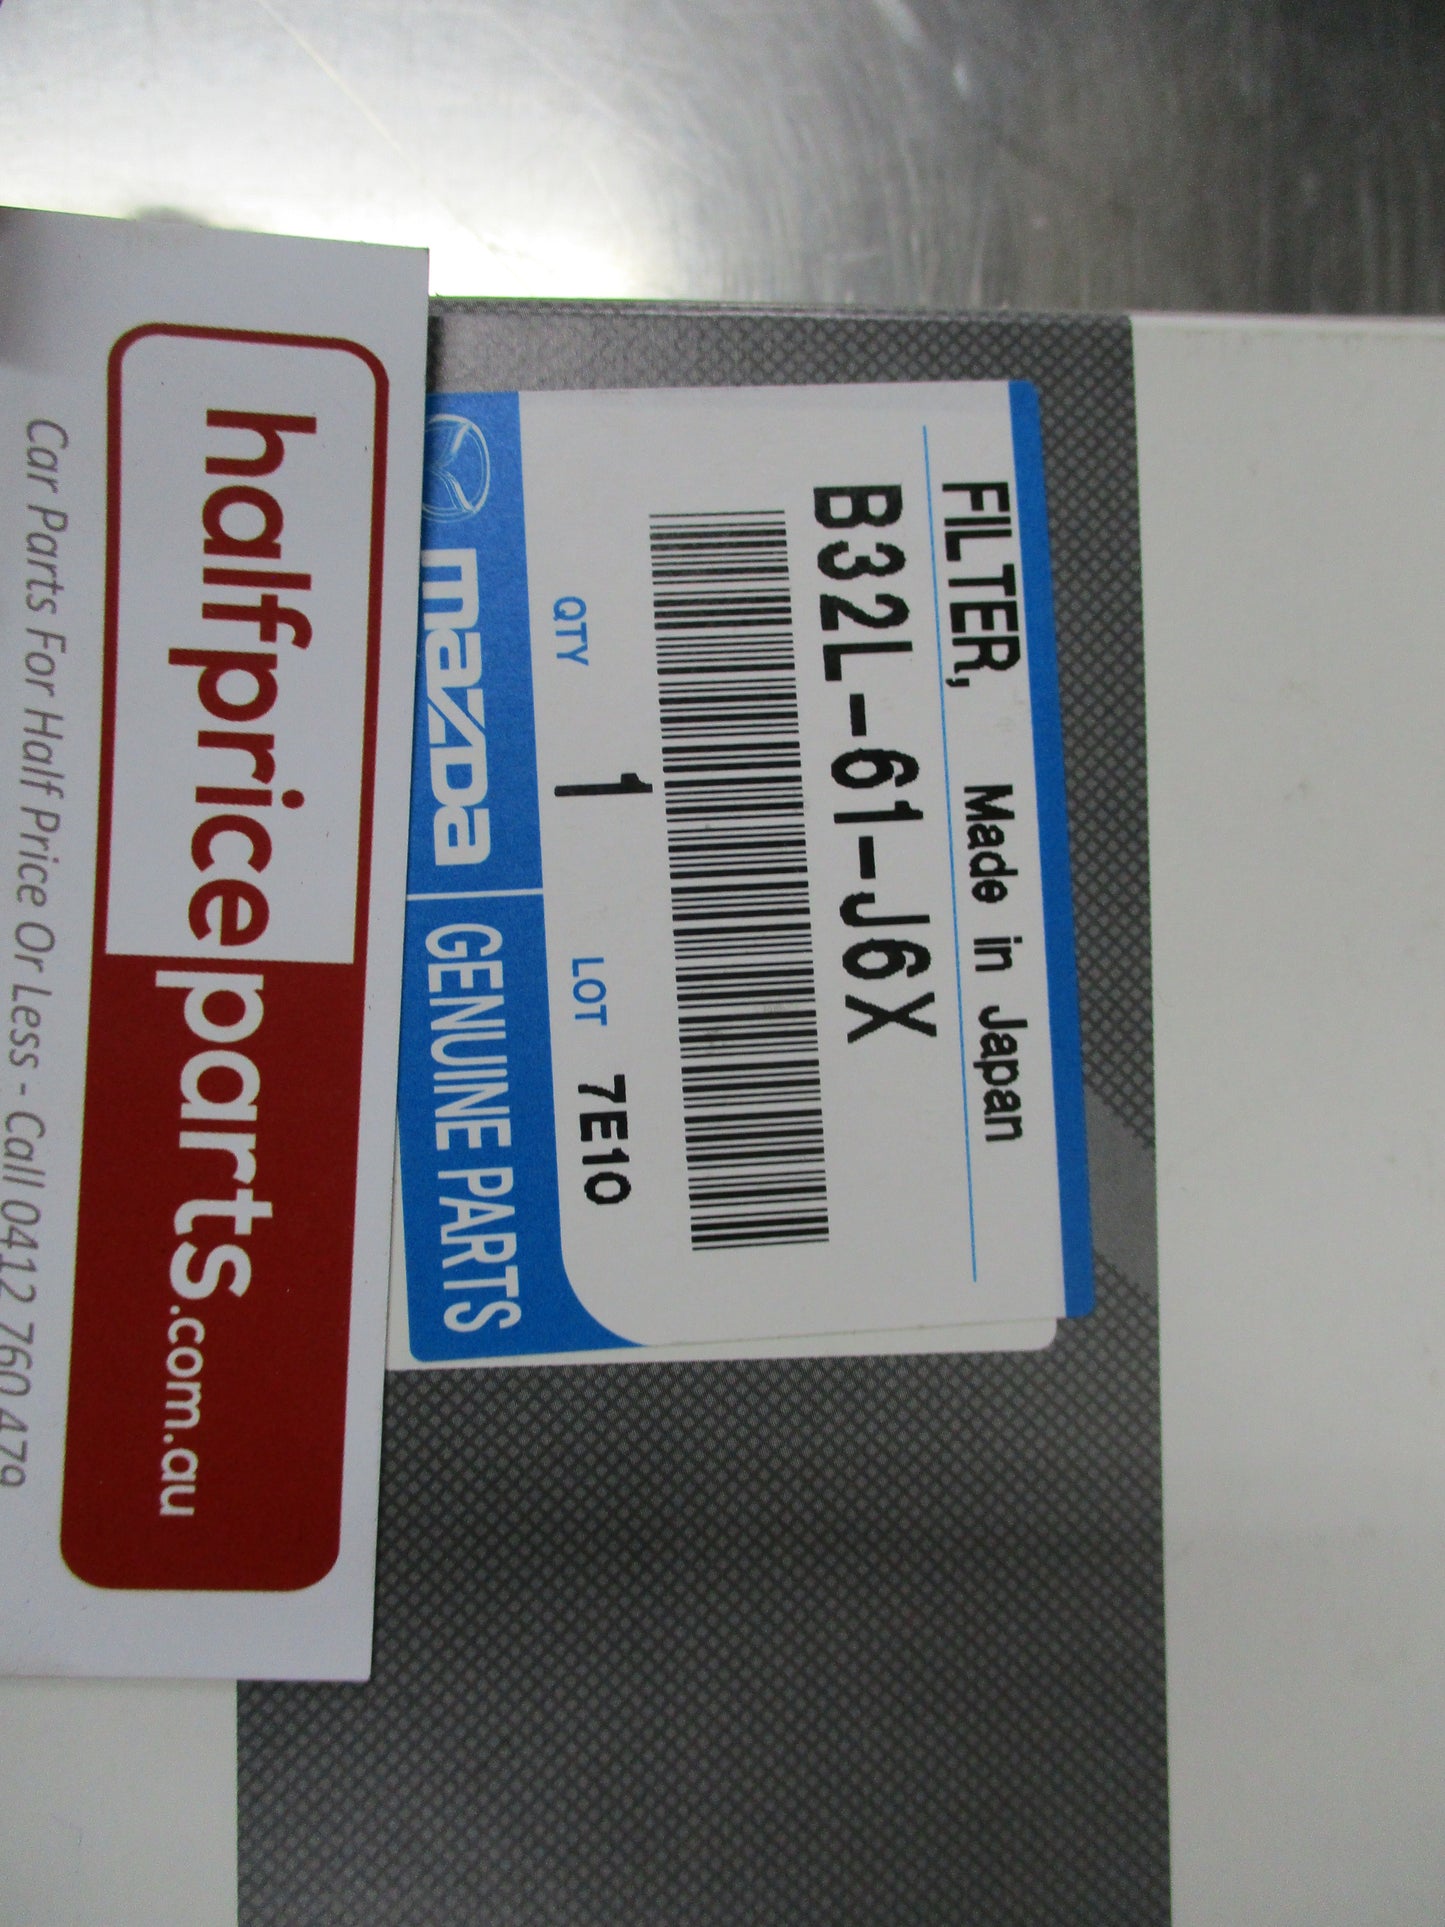 FILTER, Made in Japan
B32L-61-J6X
QTY 1 LOT 7E10
mazda GENUINE PARTS
halfpriceparts.com.au
Car Parts For Half Price Or Less - Call 0412 760 479